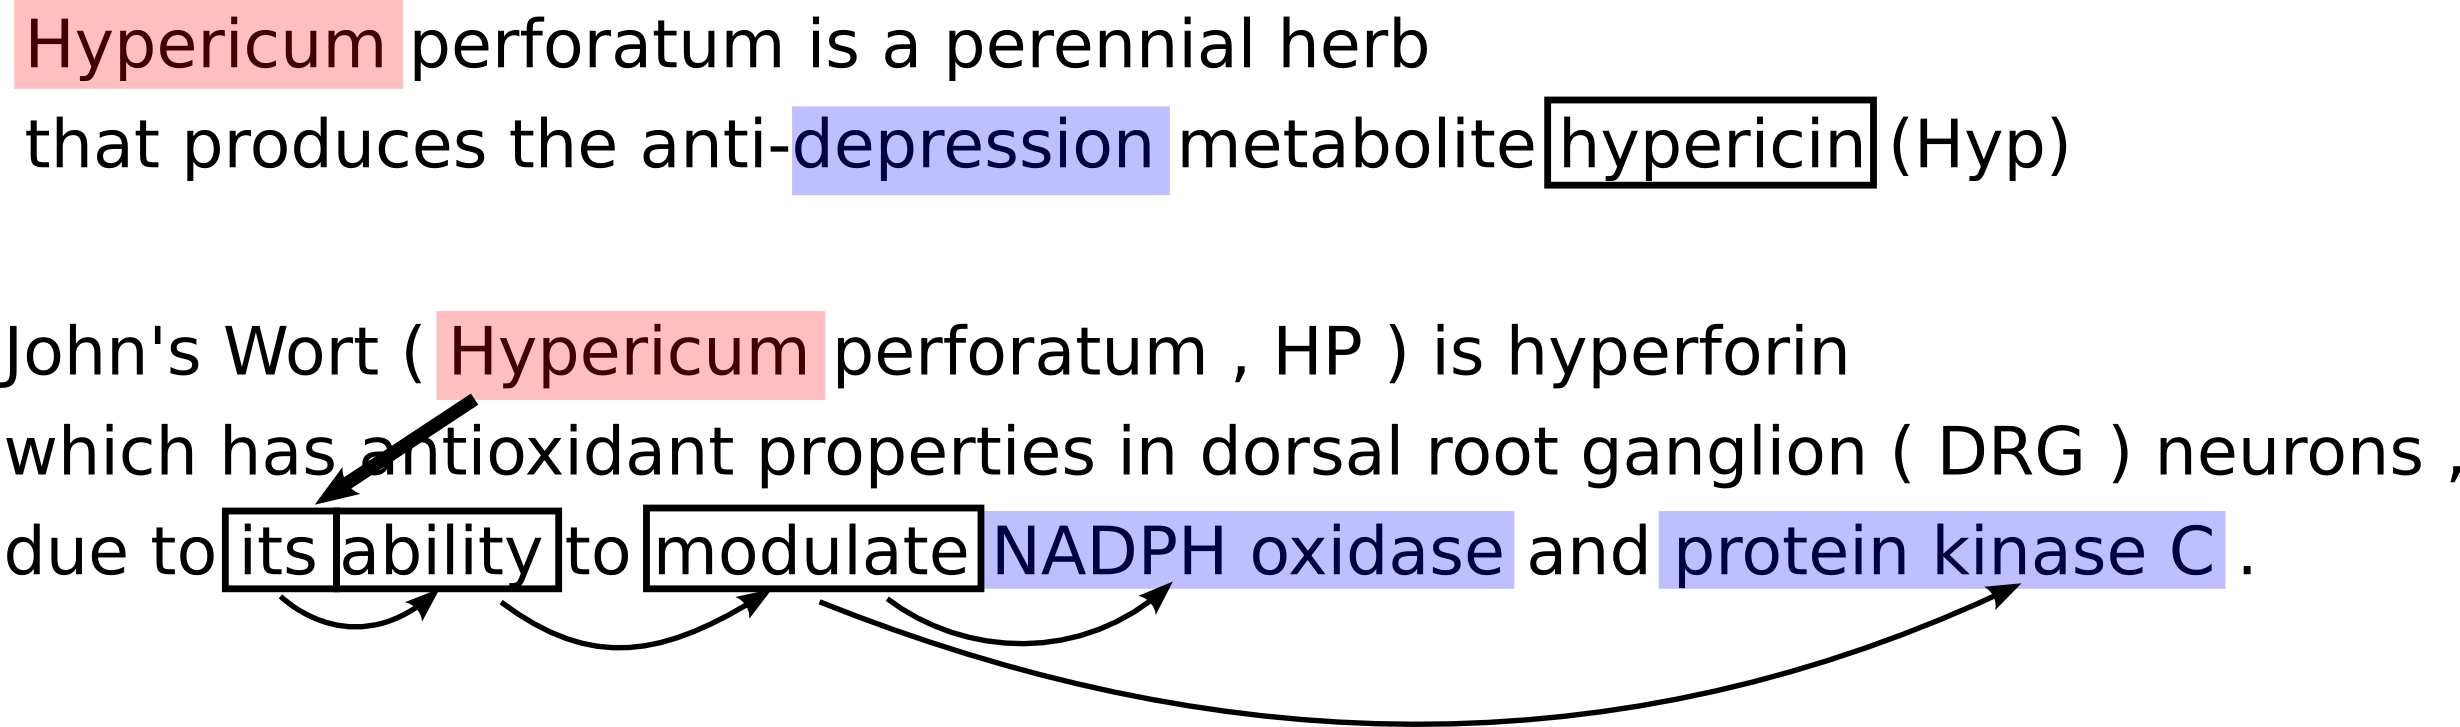 Hypericum perforatum is a perennial herb
that produces the anti-depression metabolite hypericin (Hyp)
John's Wort ( Hypericum perforatum , HP ) is hyperforin
which has antioxidant properties in dorsal root ganglion ( DRG ) neurons ,
due to its ability to modulate NADPH oxidase and protein kinase C .